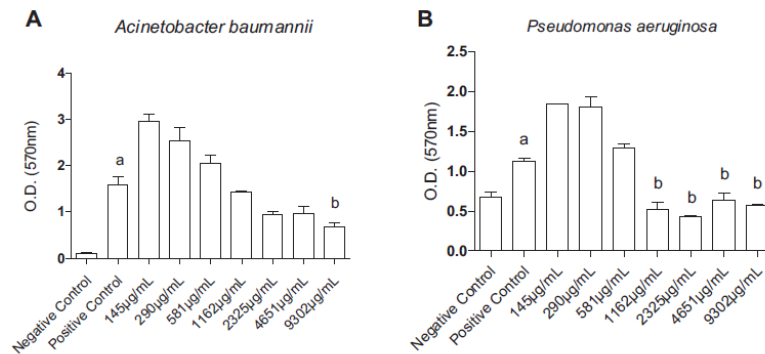 A
Acinetobacter baumannii
O.D. (570nm)
4
3
2
1
0
a
b
Negative Control
Positive Control
145µg/mL
290µg/mL
581µg/mL
1162µg/mL
2325µg/mL
4651µg/mL
9302µg/mL
B
Pseudomonas aeruginosa
O.D. (570nm)
2.5
2.0
1.5
1.0
0.5
0.0
a
b
b
b
b
Negative Control
Positive Control
145µg/mL
290µg/mL
581µg/mL
1162µg/mL
2325µg/mL
4651µg/mL
9302µg/mL